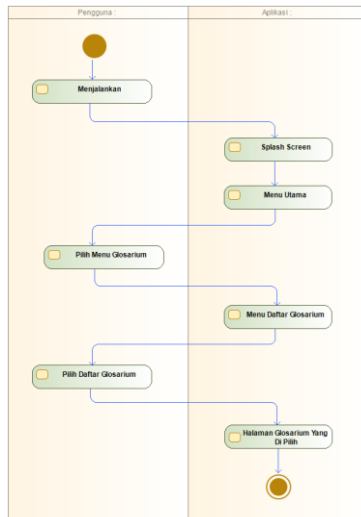 Pengguna :
Aplikasi :
Menjalankan
Splash Screen
Menu Utama
Pilih Menu Glosarium
Menu Daftar Glosarium
Pilih Daftar Glosarium
Halaman Glosarium Yang
Di Pilih